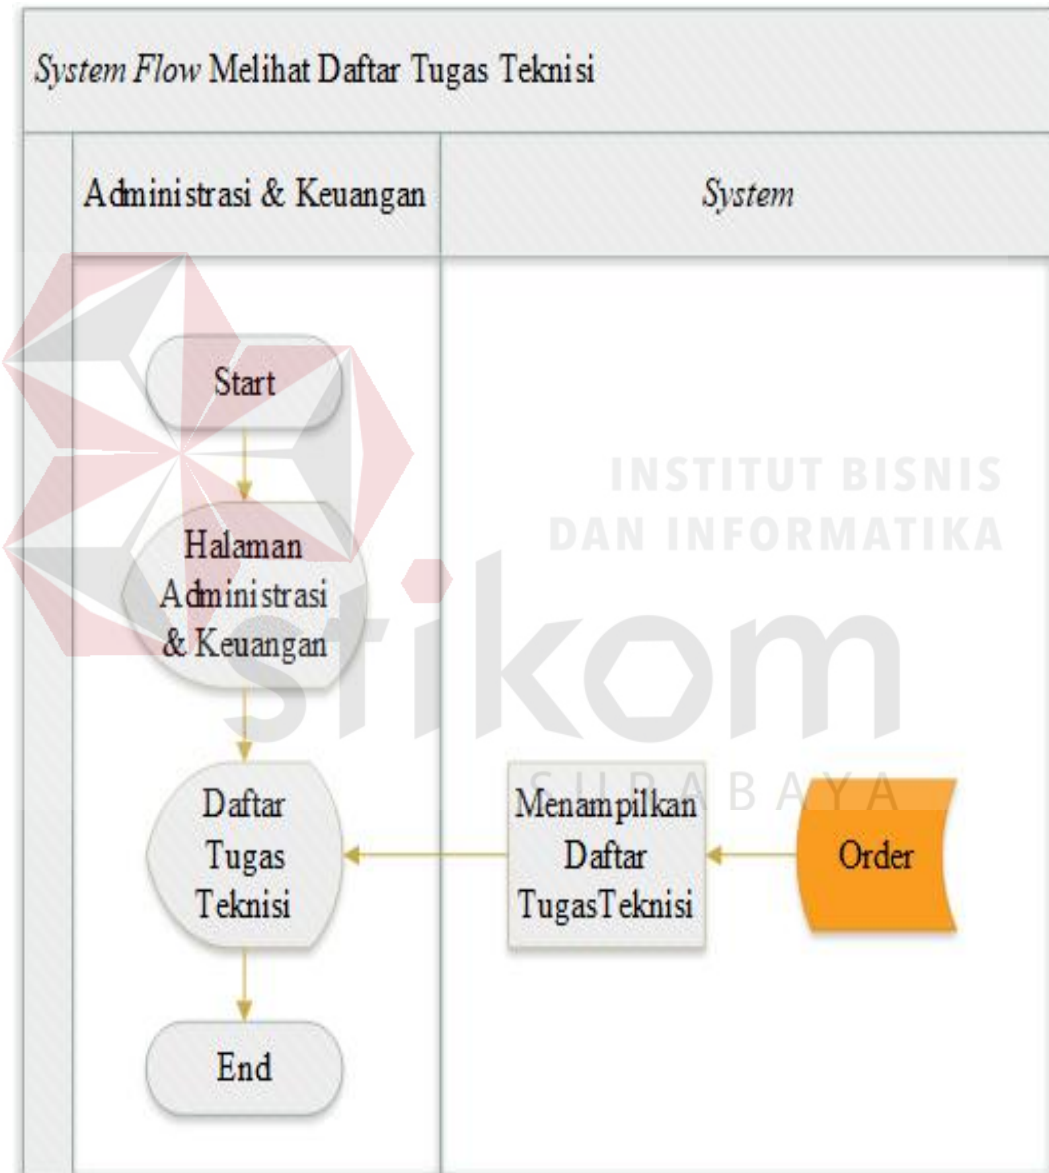 System Flow Melihat Daftar Tugas Teknisi
Administrasi & Keuangan
System
Start
Halaman
Administrasi
& Keuangan
Daftar
Tugas
Teknisi
Menampilkan
Daftar
TugasTeknisi
Order
End
INSTITUT BISNIS
DAN INFORMATIKA
stikom
SURABAYA